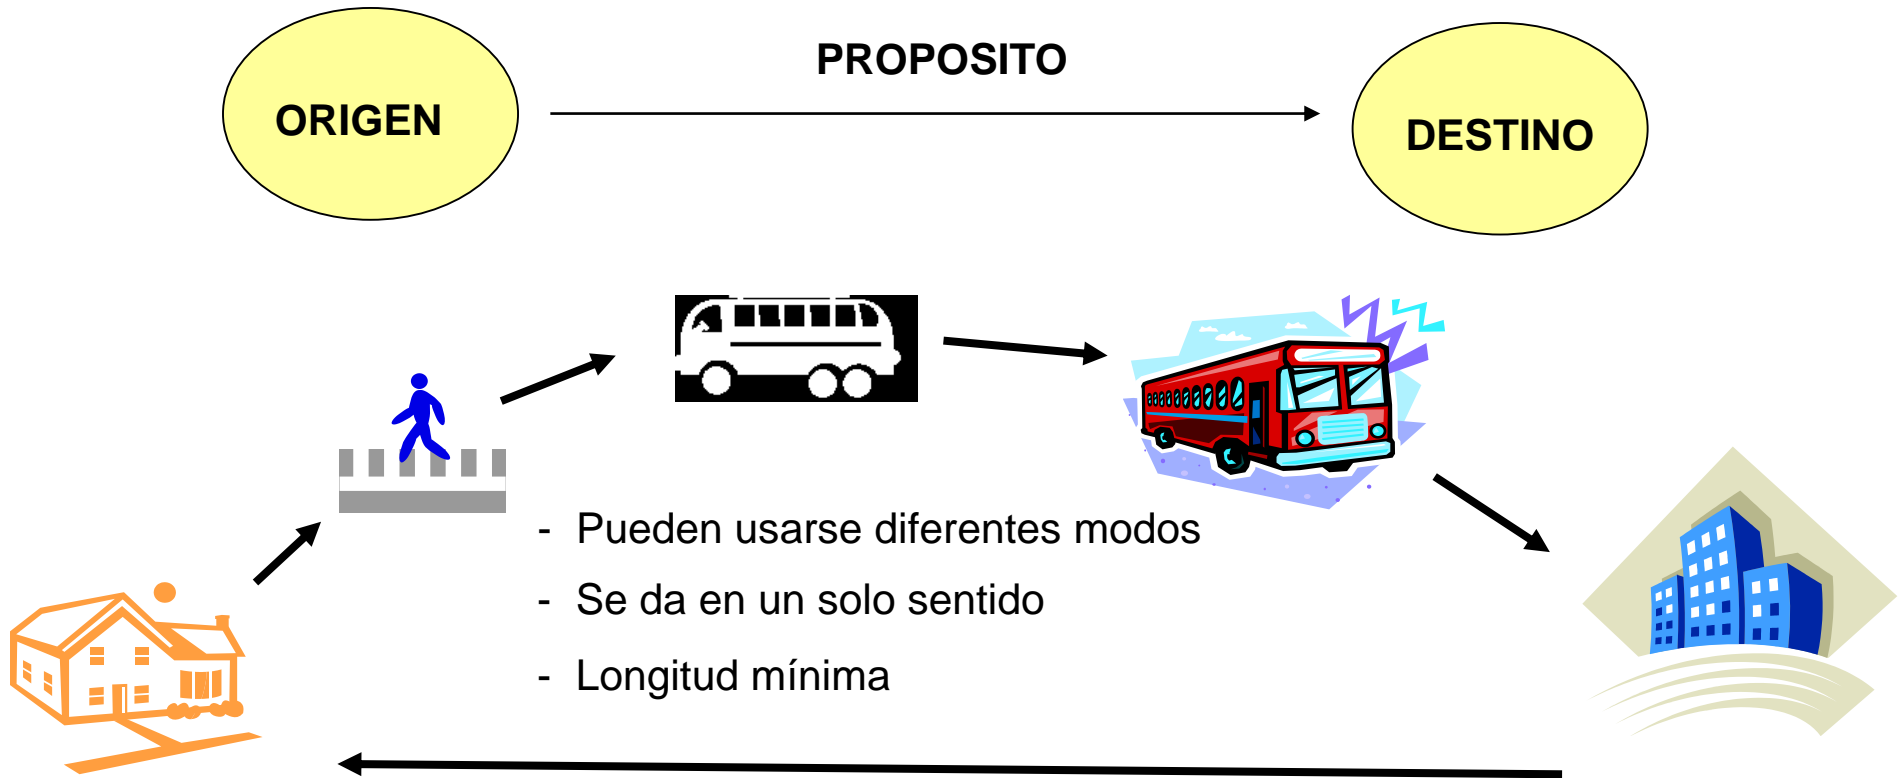 PROPOSITO
ORIGEN
DESTINO
- Pueden usarse diferentes modos
- Se da en un solo sentido
- Longitud mínima